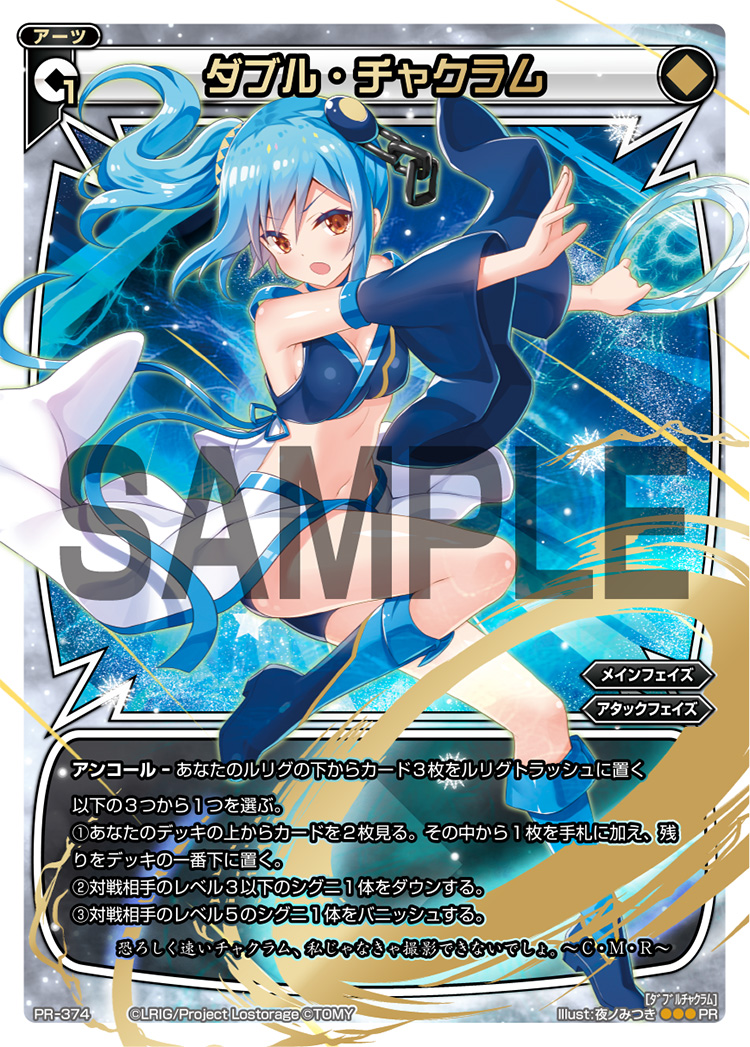 アーツ
1
ダブル・チャクラム
SAMPLE
メインフェイズ
アタックフェイズ
アンコール－あなたのルリグの下からカード３枚をルリグトラッシュに置く
以下の３つから１つを選ぶ。
①あなたのデッキの上からカードを２枚見る。その中から１枚を手札に加え、残
りをデッキの一番下に置く。
②対戦相手のレベル３以下のシグニ１体をダウンする。
③対戦相手のレベル５のシグニ１体をバニッシュする。
恐ろしく速いチャクラム、私じゃなきゃ撮影できないでしょ。～Ｃ・Ｍ・Ｒ～
[ﾀﾞﾌﾞﾙﾁｬｸﾗﾑ]
PR-374 ©LRIG/Project Lostorage ©TOMY Illust:夜ノみつき PR